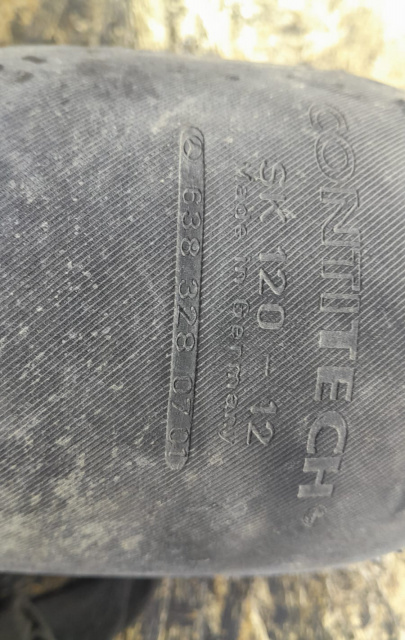 CONTITECH
SK 120-12
Made in Germany
638 328 07 01